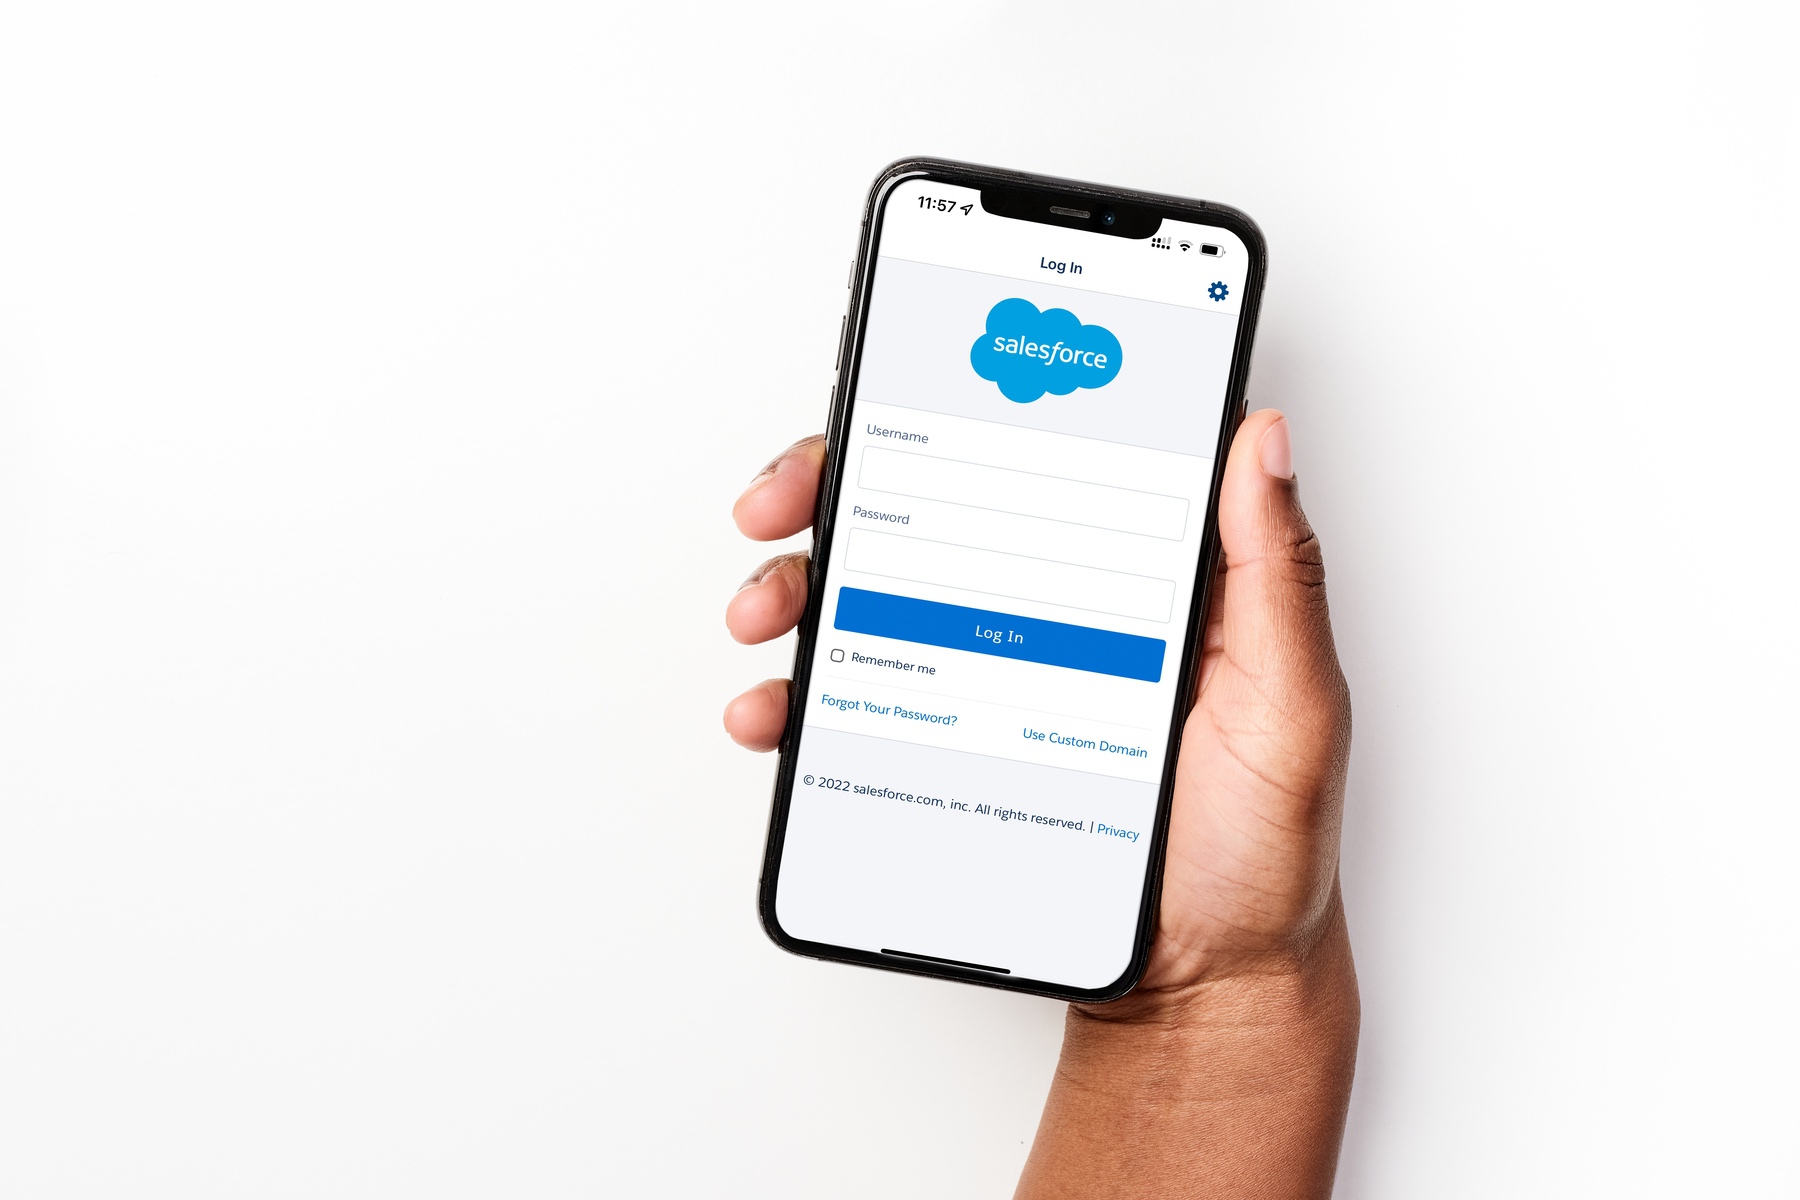 11:57
Log In
salesforce
Username
Password
Log In
Remember me
Forgot Your Password?
Use Custom Domain
© 2022 salesforce.com, inc. All rights reserved. | Privacy